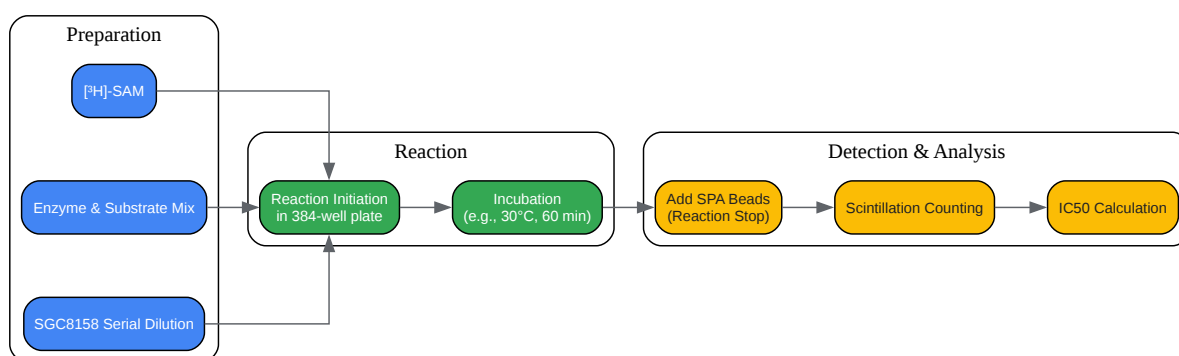 Preparation
[³H]-SAM
Enzyme & Substrate Mix
SGC8158 Serial Dilution
Reaction
Reaction Initiation
in 384-well plate
Incubation
(e.g., 30°C, 60 min)
Detection & Analysis
Add SPA Beads
(Reaction Stop)
Scintillation Counting
IC50 Calculation